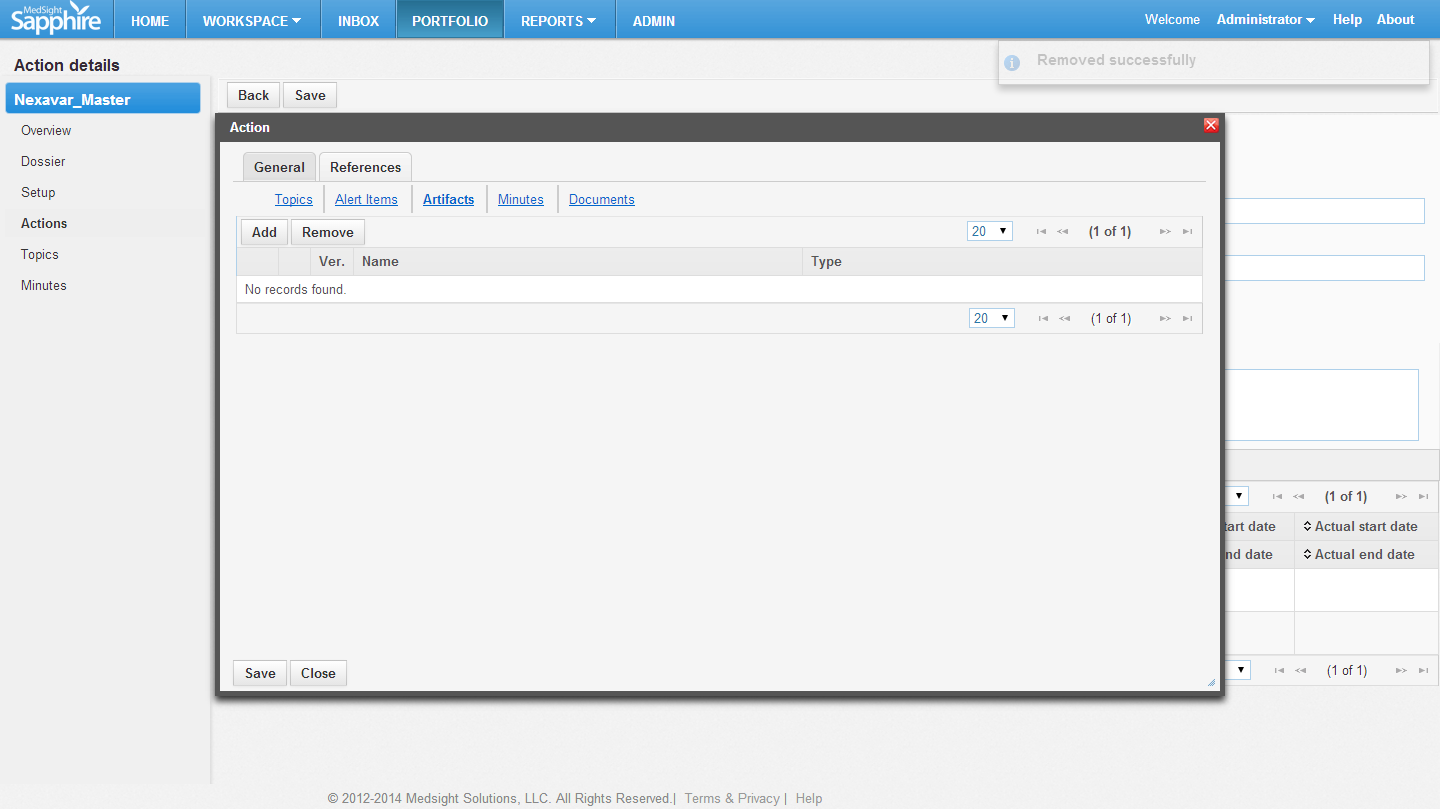 MedSight
Sapphire
HOME
WORKSPACE
INBOX
PORTFOLIO
REPORTS
ADMIN
Welcome
Administrator
Help
About
Removed successfully
Action details
Nexavar_Master
Overview
Dossier
Setup
Actions
Topics
Minutes
Back
Save
Action
General
References
Topics
Alert Items
Artifacts
Minutes
Documents
Add
Remove
20
(1 of 1)
Ver.
Name
Type
No records found.
20
(1 of 1)
Save
Close
(1 of 1)
tart date
Actual start date
nd date
Actual end date
(1 of 1)
© 2012-2014 Medsight Solutions, LLC. All Rights Reserved.| Terms & Privacy | Help